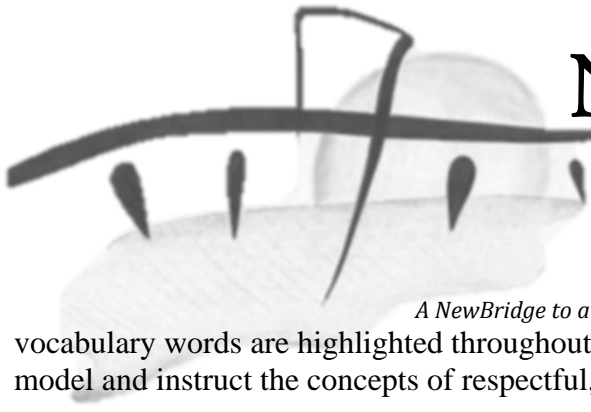 N
A NewBridge to a
vocabulary words are highlighted throughout
model and instruct the concepts of respectful,